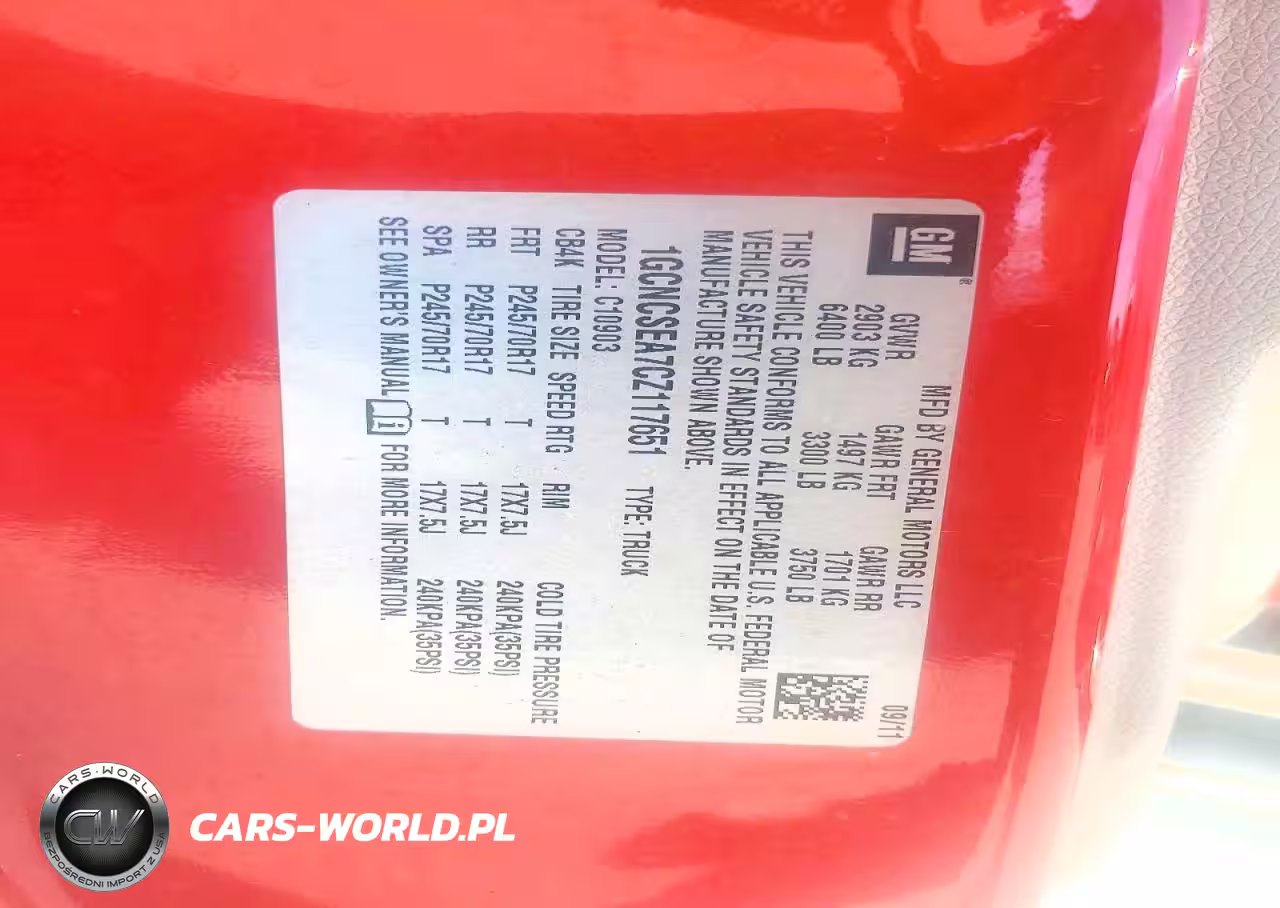 GM
®
MFD BY GENERAL MOTORS LLC 09/11
GVWR GAWR FRT GAWR RR
2903 KG 1497 KG 1701 KG
6400 LB 3300 LB 3750 LB
THIS VEHICLE CONFORMS TO ALL APPLICABLE U.S. FEDERAL MOTOR
VEHICLE SAFETY STANDARDS IN EFFECT ON THE DATE OF
MANUFACTURE SHOWN ABOVE.
1GCNCSEA7CZ117651 TYPE: TRUCK
MODEL: C10903
CB4K TIRE SIZE SPEED RTG RIM COLD TIRE PRESSURE
FRT P245/70R17 T 17X7.5J 240KPA(35PSI)
RR P245/70R17 T 17X7.5J 240KPA(35PSI)
SPA P245/70R17 T 17X7.5J 240KPA(35PSI)
SEE OWNER'S MANUAL i FOR MORE INFORMATION.
CARS-WORLD
CW
BEZPOŚREDNI IMPORT Z USA
CARS-WORLD.PL